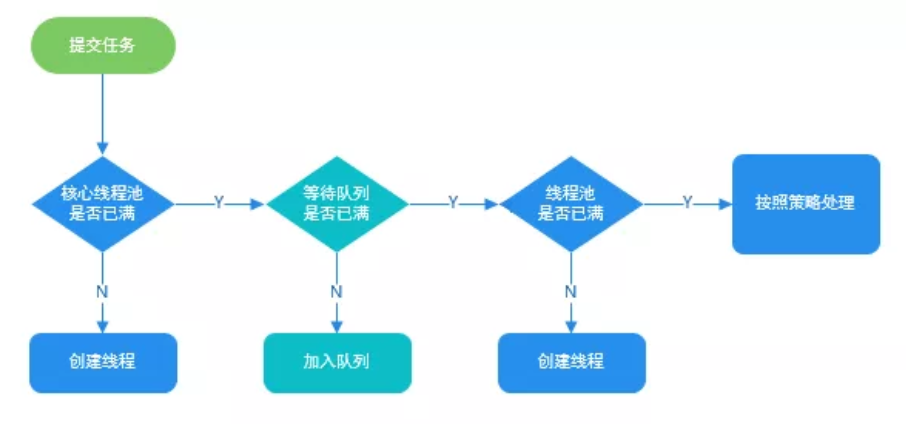 提交任务
核心线程池
是否已满
Y
等待队列
是否已满
Y
线程池
是否已满
Y
按照策略处理
N
N
N
创建线程
加入队列
创建线程